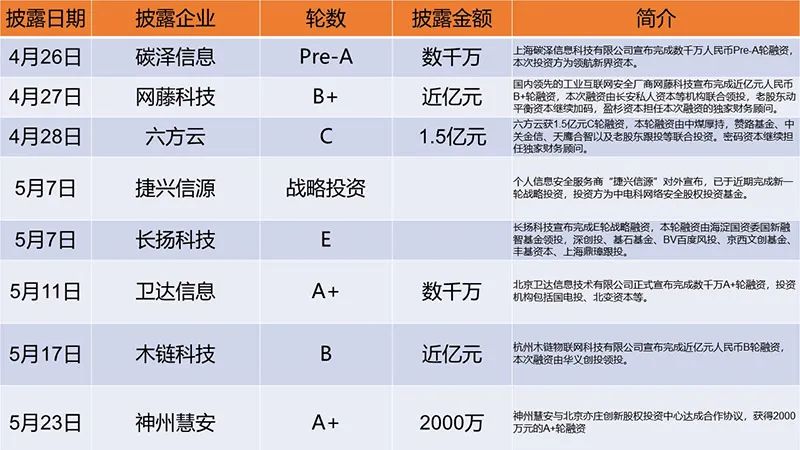 披露日期 披露企业 轮数 披露金额 简介
4月26日 碳泽信息 Pre-A 数千万
上海碳泽信息科技有限公司宣布完成数千万人民币Pre-A轮融资，
本次投资方为领航新界资本。
4月27日 网藤科技 B+ 近亿元
国内领先的工业互联网安全厂商网藤科技宣布完成近亿元人民币
B+轮融资，本次融资由长安私人资本等机构联合领投，老股东动
平衡资本继续加码，盈杉资本担任本次融资的独家财务顾问。
4月28日 六方云 C 1.5亿元
六方云获1.5亿元C轮融资，本轮融资由中煤厚持，赞路基金、中
关金信、天鹰合智以及老股东跟投等联合投资。密码资本继续担
任独家财务顾问。
5月7日 捷兴信源 战略投资
个人信息安全服务商“捷兴信源”对外宣布，已于近期完成新一
轮战略投资，投资方为中电科网络安全股权投资基金。
5月7日 长扬科技 E
长扬科技宣布完成E轮战略融资，本轮融资由海淀国资委国新融
智基金领投，深创投、基石基金、BV百度风投、京西文创基金、
丰基资本、上海鼎璋跟投。
5月11日 卫达信息 A+ 数千万
北京卫达信息技术有限公司正式宣布完成数千万A+轮融资，投资
机构包括国电投、北变资本等。
5月17日 木链科技 B 近亿元
杭州木链物联网科技有限公司宣布完成近亿元人民币B轮融资，
本次融资由华义创投领投。
5月23日 神州慧安 A+ 2000万
神州慧安与北京亦庄创新股权投资中心达成合作协议，获得2000
万元的A+轮融资